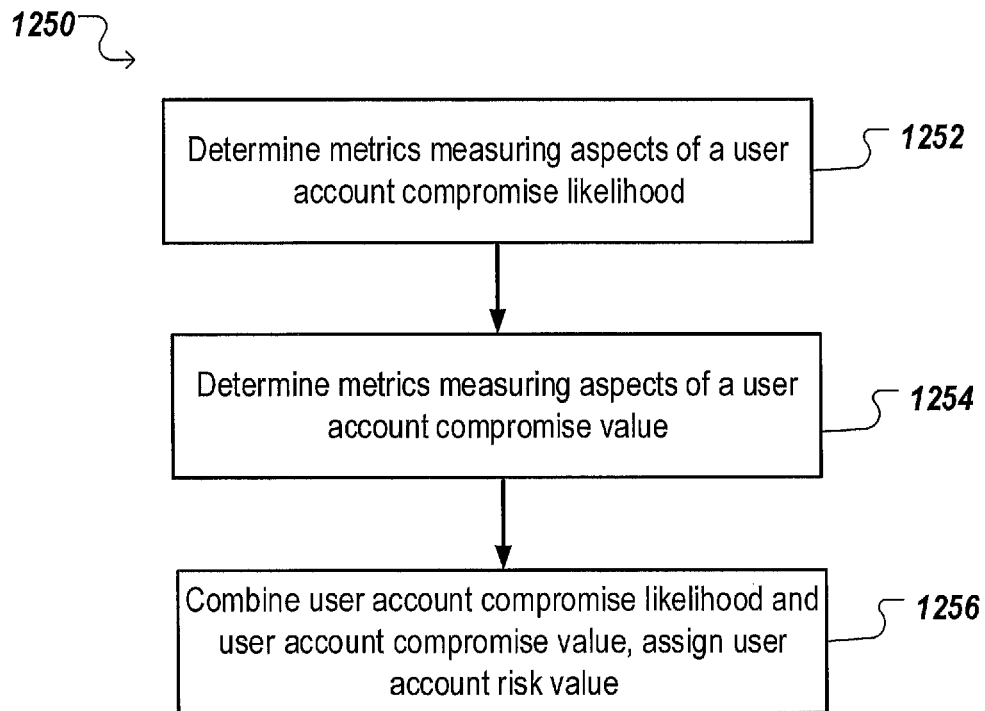 1250
Determine metrics measuring aspects of a user
account compromise likelihood
1252
Determine metrics measuring aspects of a user
account compromise value
1254
Combine user account compromise likelihood and
user account compromise value, assign user
account risk value
1256